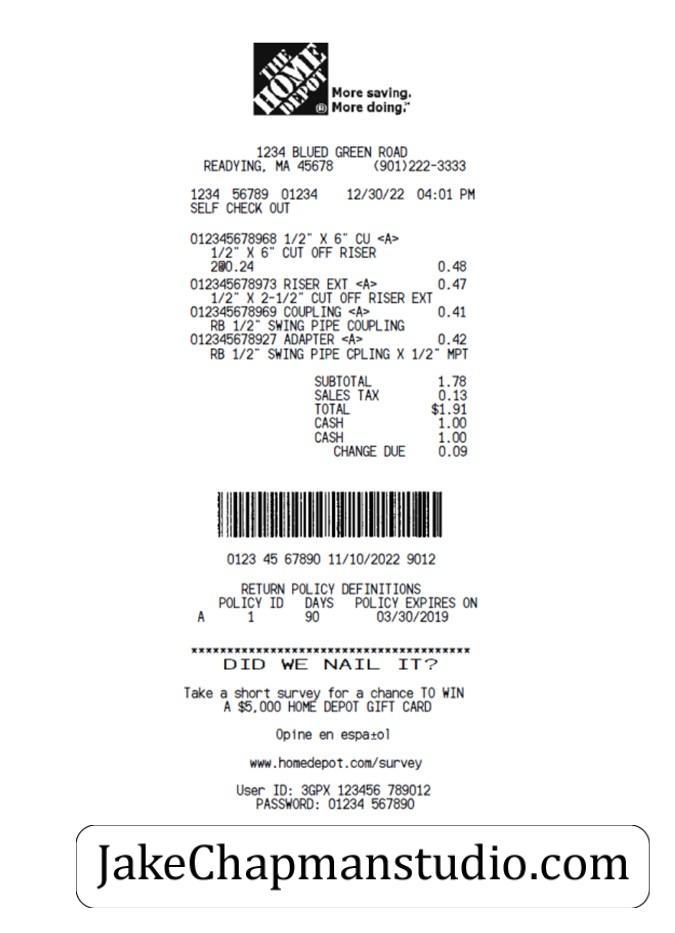 THE
HOME
DEPOT
®
More saving.
More doing.™
1234 BLUED GREEN ROAD
READYING, MA 45678 (901)222-3333
1234 56789 01234 12/30/22 04:01 PM
SELF CHECK OUT
012345678968 1/2" X 6" CU <A>
1/2" X 6" CUT OFF RISER
2@0.24 0.48
012345678973 RISER EXT <A> 0.47
1/2" X 2-1/2" CUT OFF RISER EXT
012345678969 COUPLING <A> 0.41
RB 1/2" SWING PIPE COUPLING
012345678927 ADAPTER <A> 0.42
RB 1/2" SWING PIPE CPLING X 1/2" MPT
SUBTOTAL 1.78
SALES TAX 0.13
TOTAL $1.91
CASH 1.00
CASH 1.00
CHANGE DUE 0.09
0123 45 67890 11/10/2022 9012
RETURN POLICY DEFINITIONS
POLICY ID DAYS POLICY EXPIRES ON
A 1 90 03/30/2019
***************************************
DID WE NAIL IT?
Take a short survey for a chance TO WIN
A $5,000 HOME DEPOT GIFT CARD
Opine en espa±ol
www.homedepot.com/survey
User ID: 3GPX 123456 789012
PASSWORD: 01234 567890
JakeChapmanstudio.com